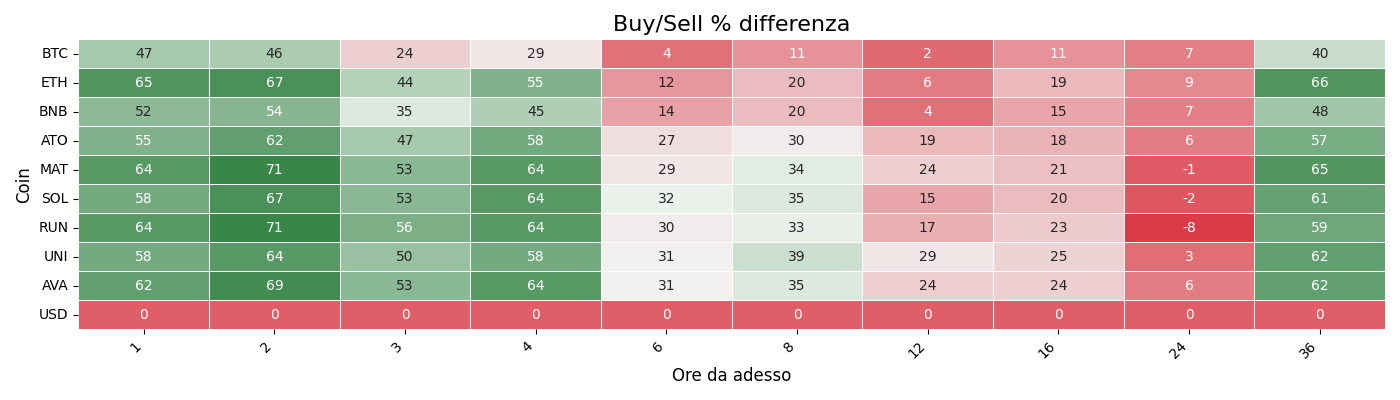 Buy/Sell % differenza
Coin
BTC 47 46 24 29 4 11 2 11 7 40
ETH 65 67 44 55 12 20 6 19 9 66
BNB 52 54 35 45 14 20 4 15 7 48
ATO 55 62 47 58 27 30 19 18 6 57
MAT 64 71 53 64 29 34 24 21 -1 65
SOL 58 67 53 64 32 35 15 20 -2 61
RUN 64 71 56 64 30 33 17 23 -8 59
UNI 58 64 50 58 31 39 29 25 3 62
AVA 62 69 53 64 31 35 24 24 6 62
USD 0 0 0 0 0 0 0 0 0 0
1 2 3 4 6 8 12 16 24 36
Ore da adesso